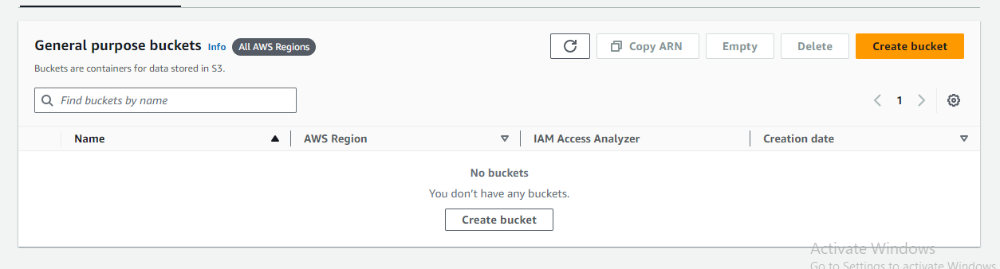 General purpose buckets Info All AWS Regions
Copy ARN Empty Delete Create bucket
Buckets are containers for data stored in S3.
Find buckets by name
1
Name AWS Region IAM Access Analyzer Creation date
No buckets
You don't have any buckets.
Create bucket
Activate Windows
Go to Settings to activate Windows